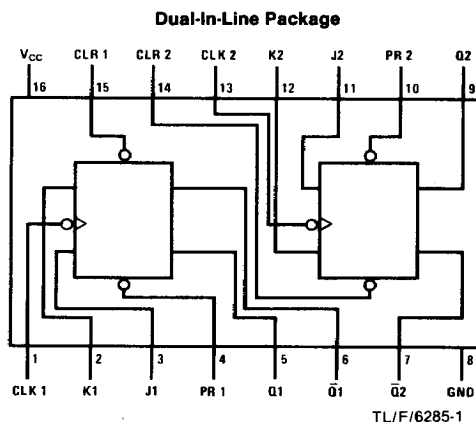 Dual-In-Line Package
VCC CLR 1 CLR 2 CLK 2 K2 J2 PR 2 Q2
16 15 14 13 12 11 10 9
1 2 3 4 5 6 7 8
CLK 1 K1 J1 PR 1 Q1 Q̅1 Q̅2 GND
TL/F/6285-1